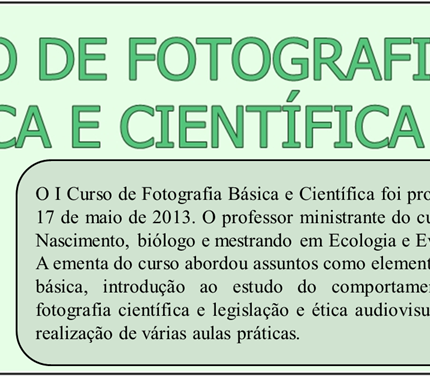 O DE FOTOGRAFI
CA E CIENTÍFICA
O I Curso de Fotografia Básica e Científica foi pro
17 de maio de 2013. O professor ministrante do cu
Nascimento, biólogo e mestrando em Ecologia e Ev
A ementa do curso abordou assuntos como element
básica, introdução ao estudo do comportame
fotografia científica e legislação e ética audiovisu
realização de várias aulas práticas.